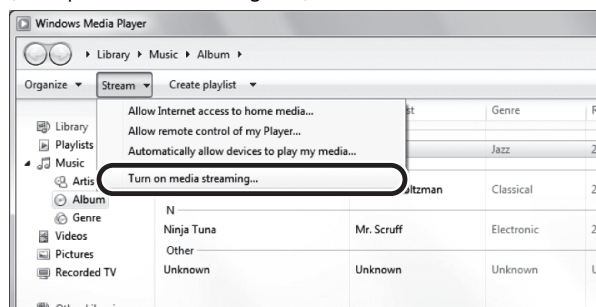 Windows Media Player
Library Music Album
Organize Stream Create playlist
Allow Internet access to home media...
Allow remote control of my Player...
Automatically allow devices to play my media...
Turn on media streaming...
Genre
Library
Playlists
Music
Artis
Album
Genre
Videos
Pictures
Recorded TV
Jazz
Classical
N
Ninja Tuna Mr. Scruff Electronic 2
Other
Unknown Unknown Unknown